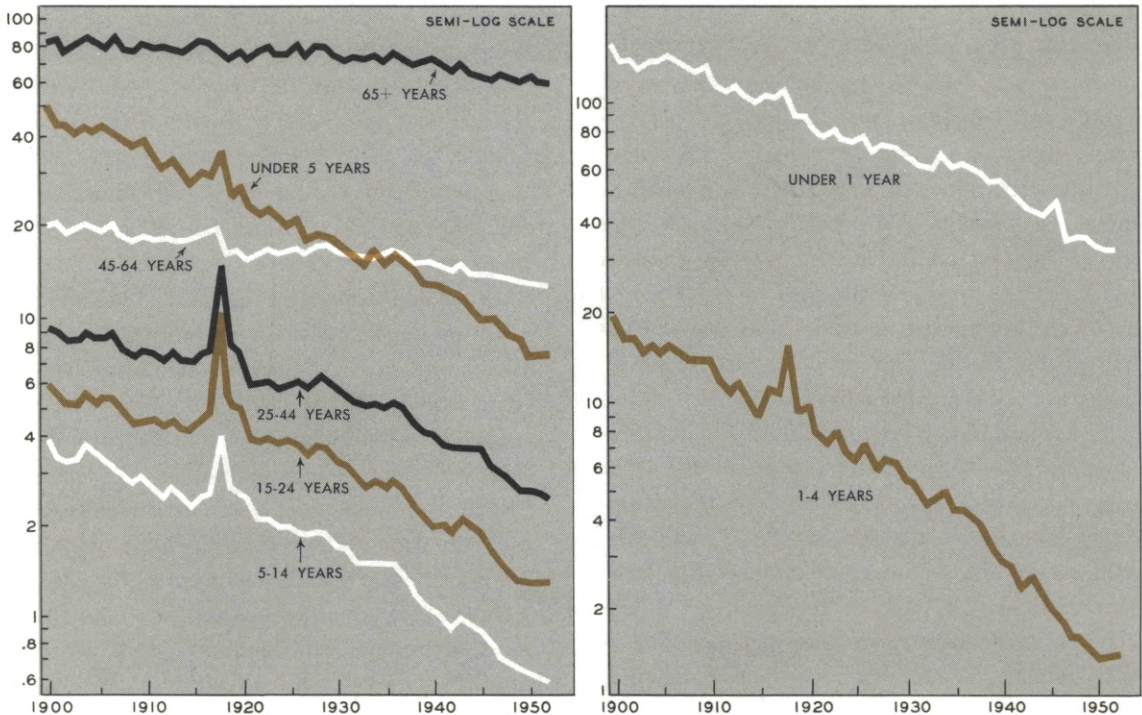 SEMI-LOG SCALE
100
80
60
40
20
10
8
6
4
2
1
.8
.6
65+ YEARS
UNDER 5 YEARS
45-64 YEARS
25-44 YEARS
15-24 YEARS
5-14 YEARS
1900 1910 1920 1930 1940 1950
SEMI-LOG SCALE
100
80
60
40
20
10
8
6
4
2
1
UNDER 1 YEAR
1-4 YEARS
1900 1910 1920 1930 1940 1950